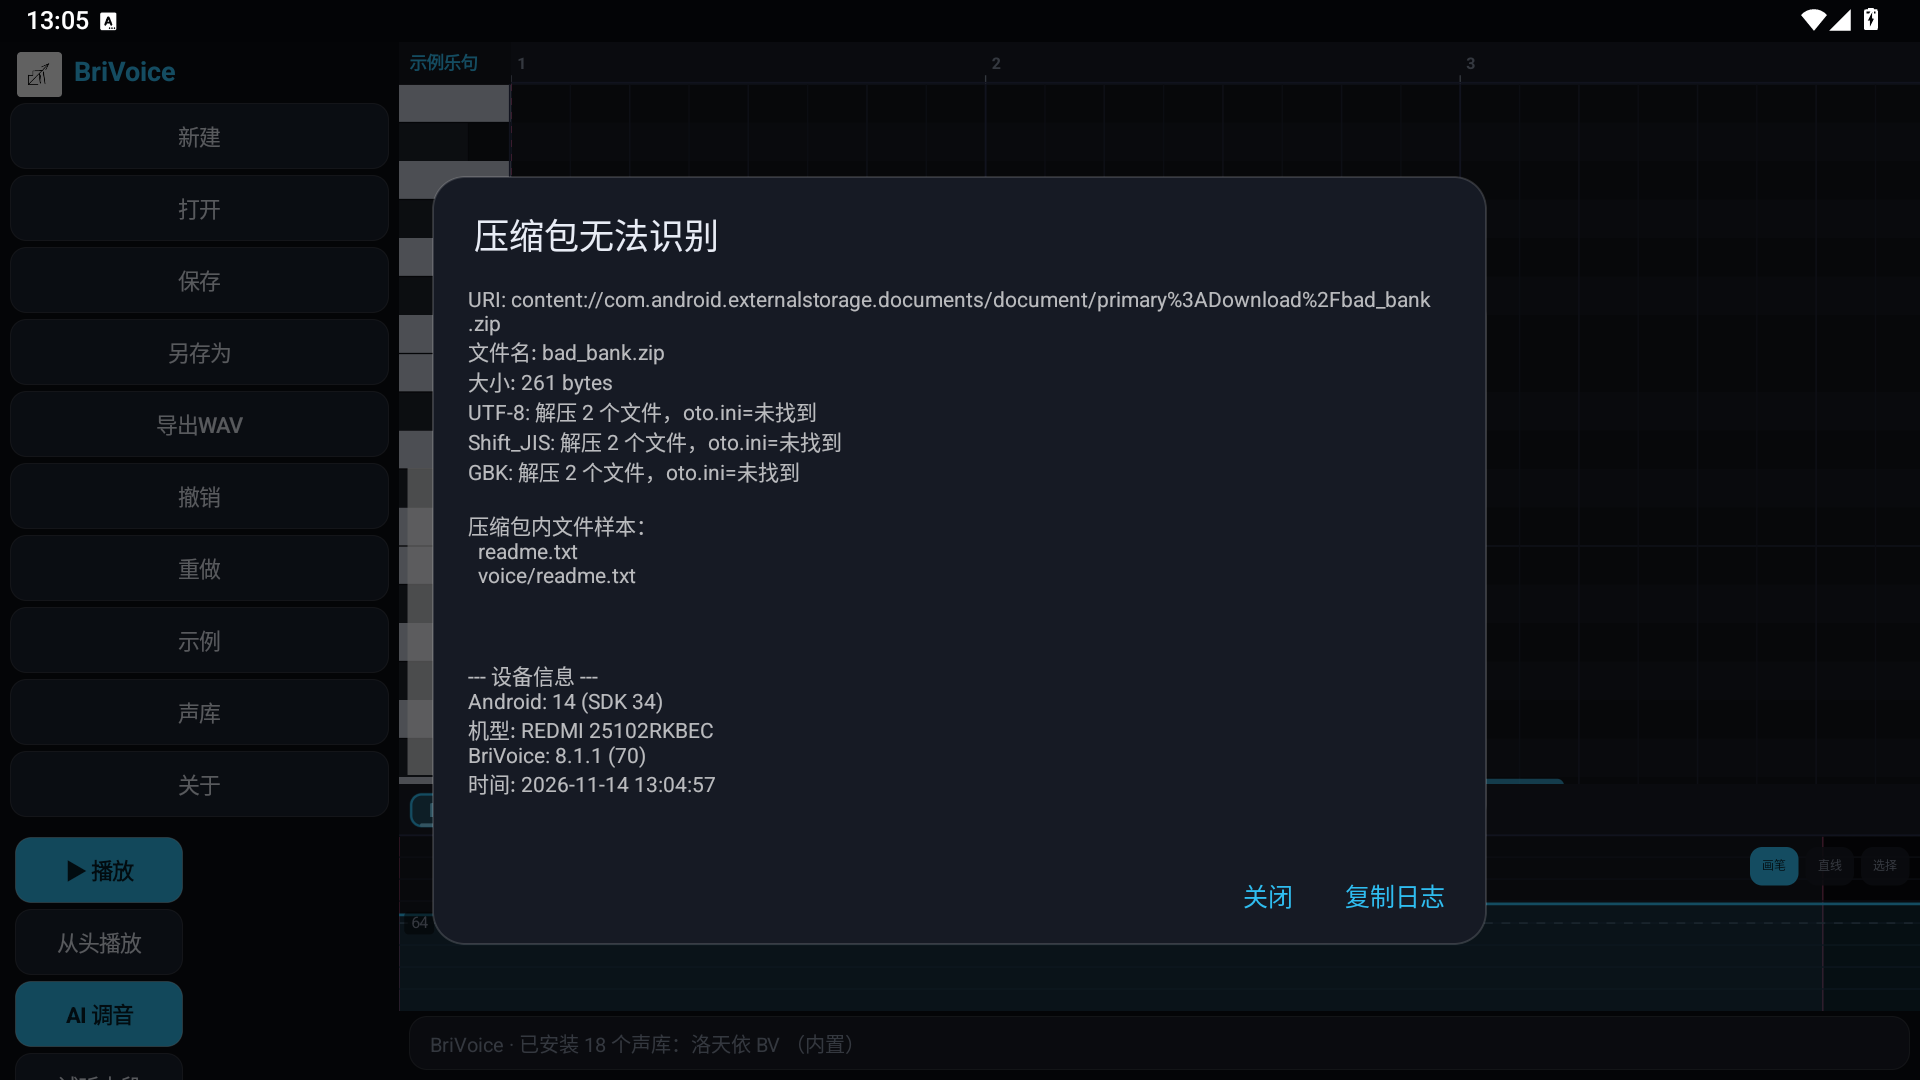 13:05
BriVoice
新建
打开
保存
另存为
导出WAV
撤销
重做
示例
声库
关于
▶ 播放
从头播放
AI 调音
示例乐句
1
2
3
压缩包无法识别
URI: content://com.android.externalstorage.documents/document/primary%3ADownload%2Fbad_bank
.zip
文件名: bad_bank.zip
大小: 261 bytes
UTF-8: 解压 2 个文件，oto.ini=未找到
Shift_JIS: 解压 2 个文件，oto.ini=未找到
GBK: 解压 2 个文件，oto.ini=未找到
压缩包内文件样本：
readme.txt
voice/readme.txt
--- 设备信息 ---
Android: 14 (SDK 34)
机型: REDMI 25102RKBEC
BriVoice: 8.1.1 (70)
时间: 2026-11-14 13:04:57
关闭
复制日志
画笔
直线
选择
64
BriVoice · 已安装 18 个声库：洛天依 BV （内置）